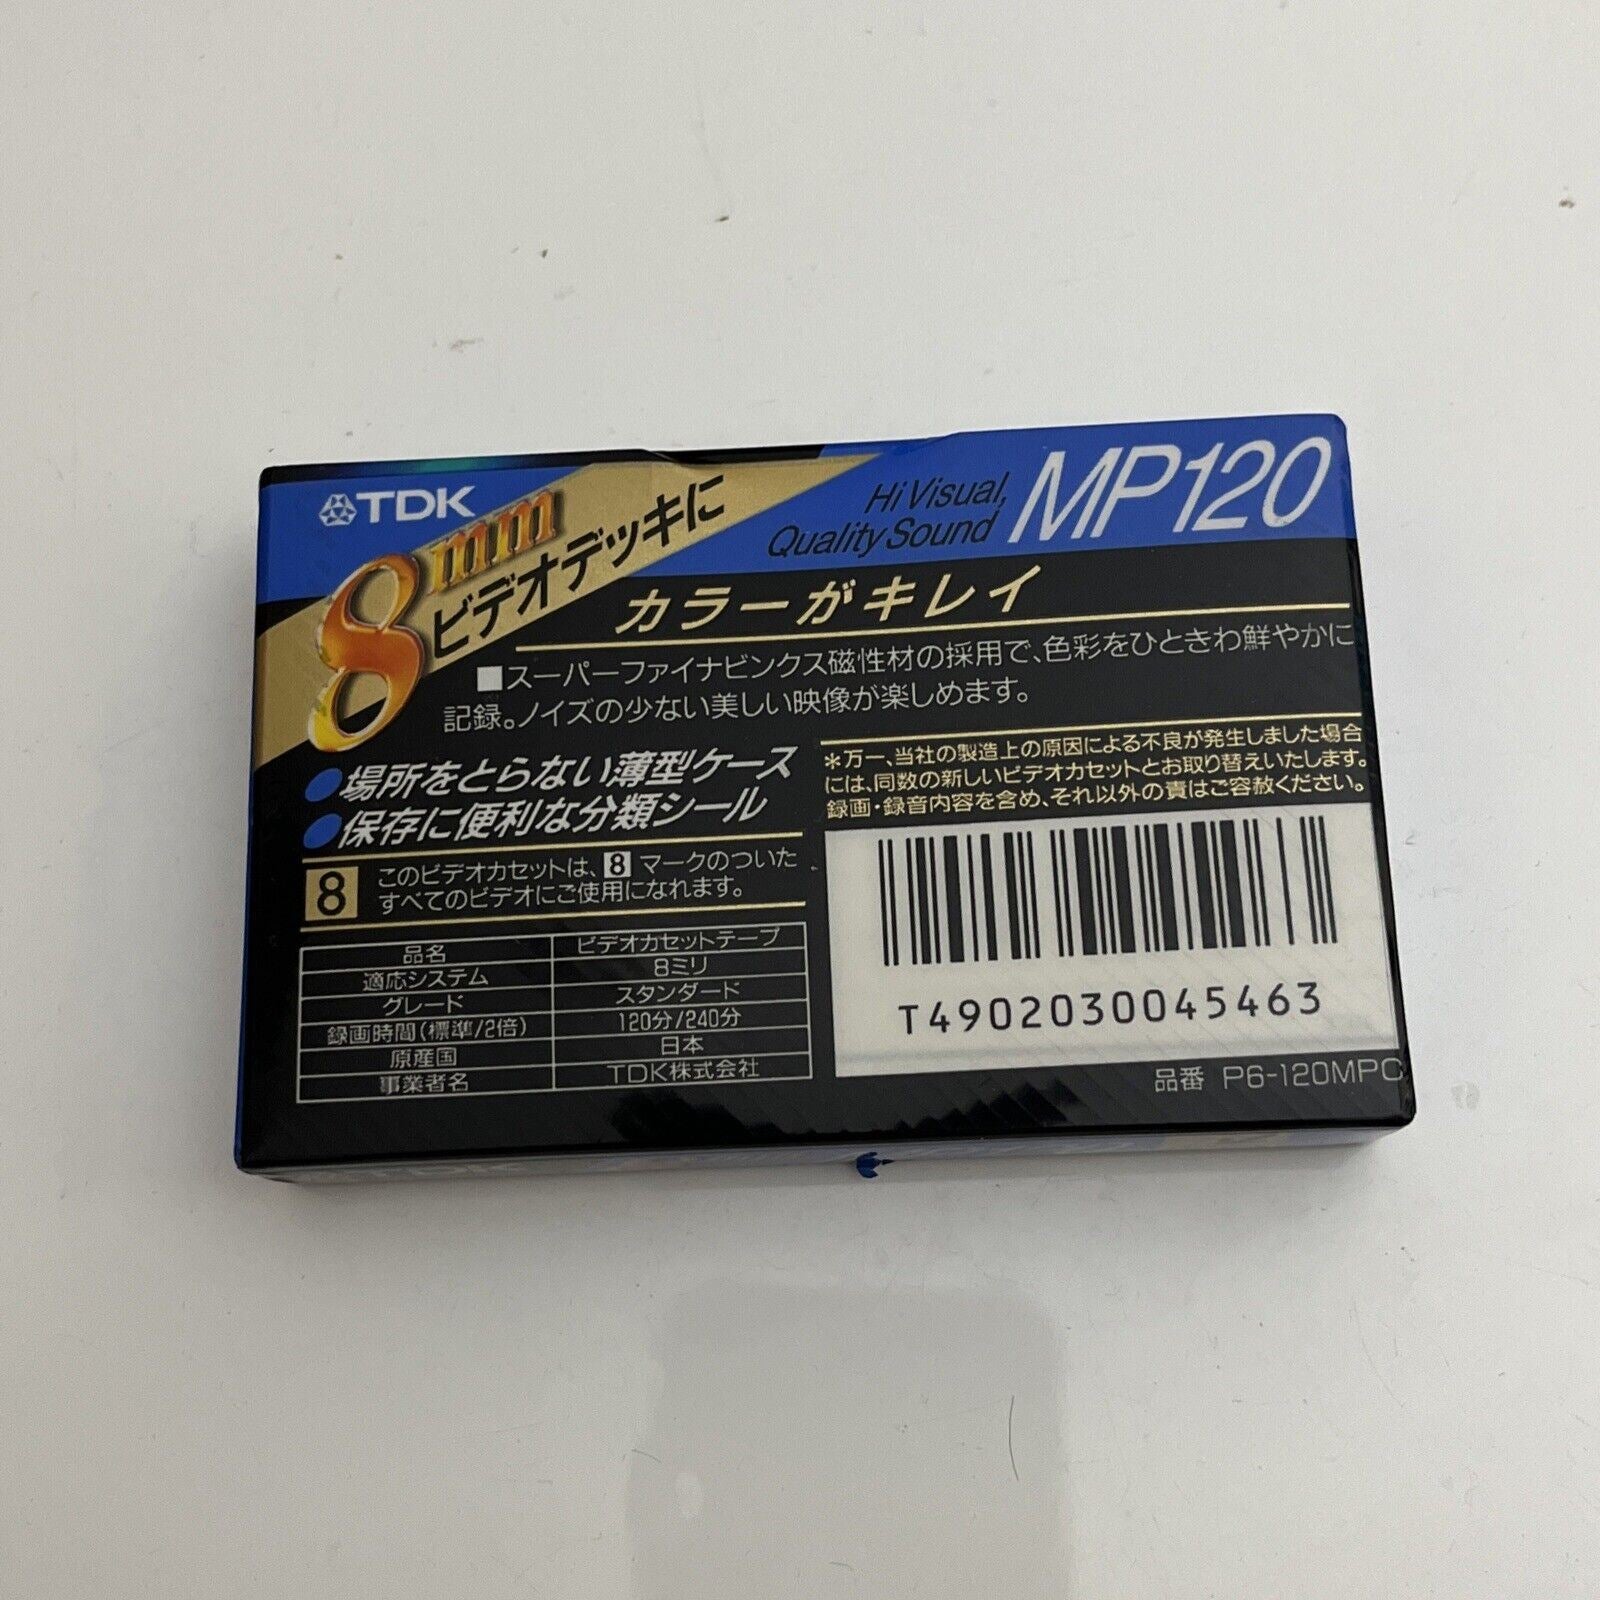 TDK
8mm
ビデオデッキに
Hi Visual,
Quality Sound
MP120
カラーがキレイ
■スーパーファイナビンクス磁性材の採用で、色彩をひときわ鮮やかに
記録。ノイズの少ない美しい映像が楽しめます。
●場所をとらない薄型ケース
●保存に便利な分類シール
8 このビデオカセットは、8マークのついた
すべてのビデオにご使用になれます。
品名 ビデオカセットテープ
適応システム 8ミリ
グレード スタンダード
録画時間(標準/2倍) 120分/240分
原産国 日本
事業者名 TDK株式会社
*万一、当社の製造上の原因による不良が発生しました場合
には、同数の新しいビデオカセットとお取り替えいたします。
録画・録音内容を含め、それ以外の責はご容赦ください。
T4902030045463
品番 P6-120MPC
TDK